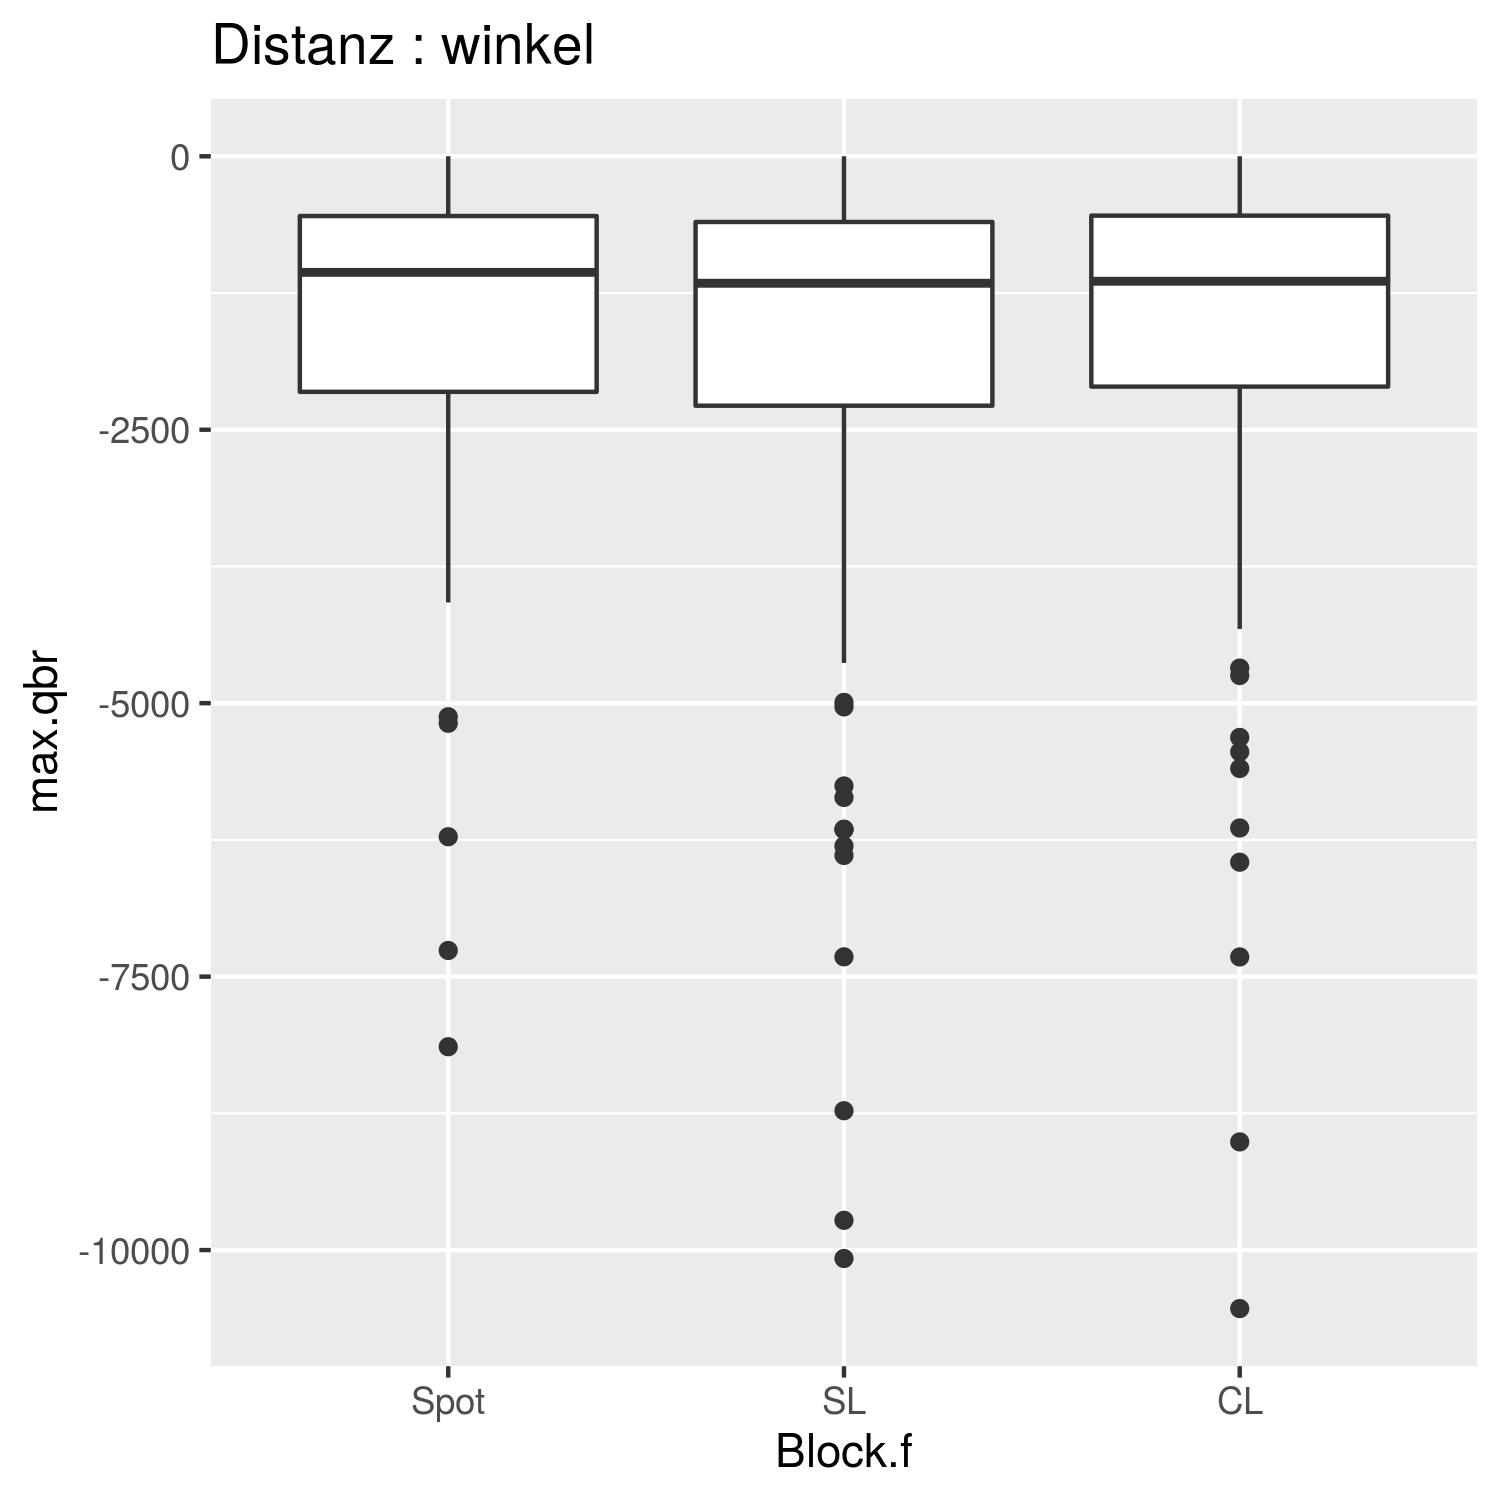 Distanz : winkel
max.qbr
0
-2500
-5000
-7500
-10000
Spot SL CL
Block.f